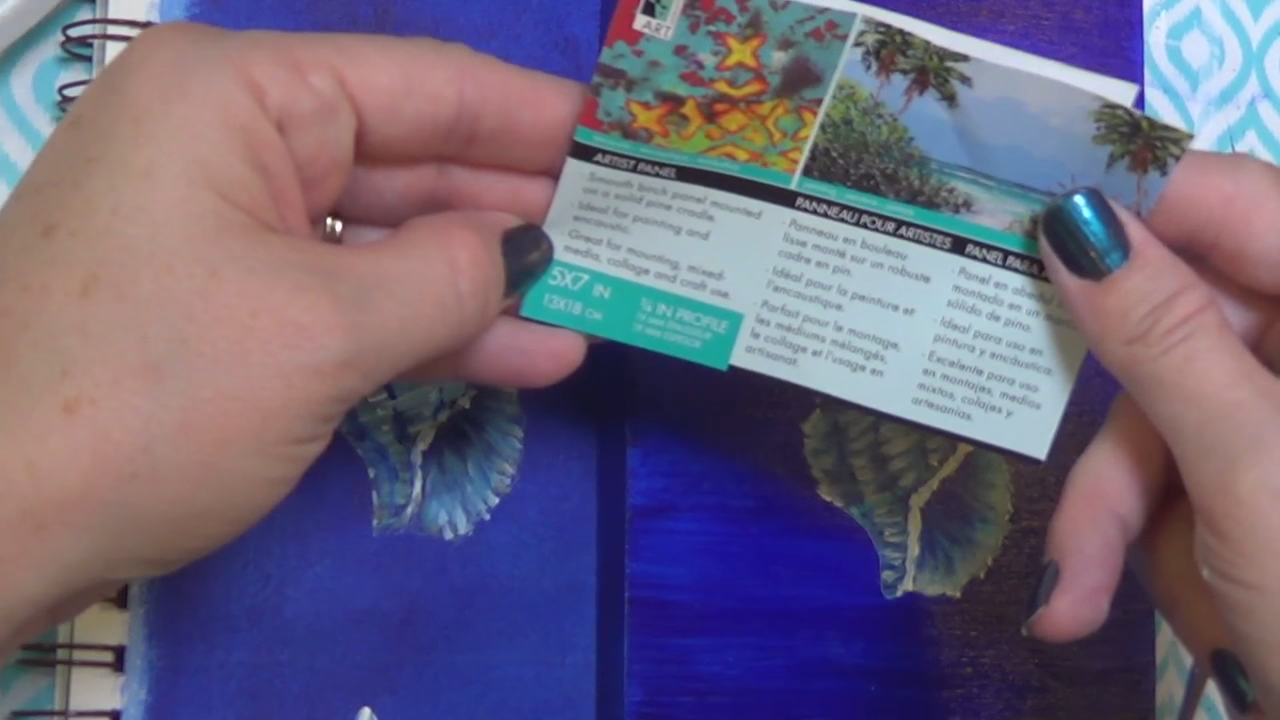 ART
ARTIST PANEL
· Smooth birch panel mounted
on a solid pine cradle.
· Ideal for painting and
encaustic.
· Great for mounting, mixed-
media, collage and craft use.
5X7 IN
13X18 CM
¾ IN PROFILE
PANNEAU POUR ARTISTES
· Panneau en bouleau
lisse monté sur un robuste
cadre en pin.
· Idéal pour la peinture et
l'encaustique.
· Parfait pour le montage,
les médiums mélangés,
le collage et l'usage en
artisanat.
PANEL PARA
· Panel en
montado en un
sólido de pino.
· Ideal para uso en
pintura y encáustica.
· Excelente para uso
en montajes, medios
mixtos, colajes y
artesanías.